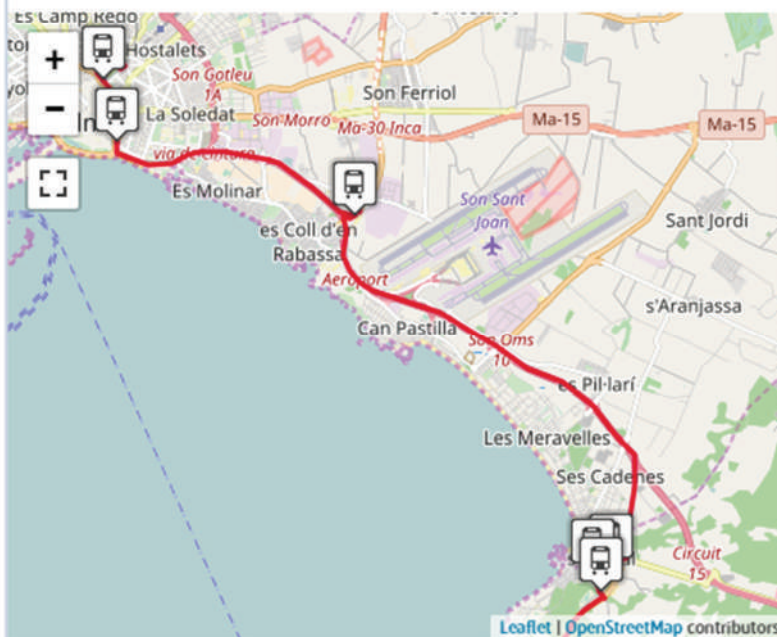 Es Camp Redó
Hostalets
+
Son Gotleu
1A
Son Ferriol
−
La Soledat
Son Morro
Ma-30 Inca
Ma-15
Ma-15
via de cintura
Es Molinar
Son Sant
Joan
es Coll d'en
Rabassa
Sant Jordi
Aeroport
s'Aranjassa
Can Pastilla
Son Oms
10
es Pil·larí
Les Meravelles
Ses Cadenes
Circuit
15
Leaflet | OpenStreetMap contributors